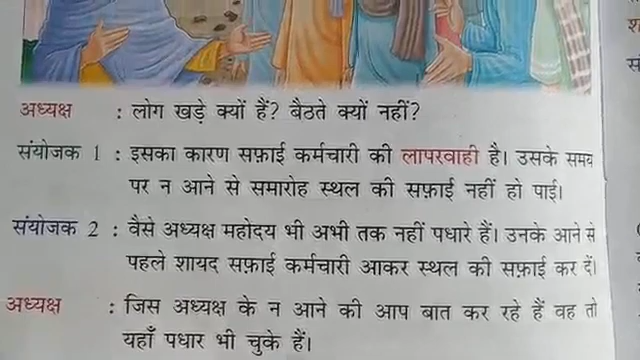 अध्यक्ष : लोग खड़े क्यों हैं? बैठते क्यों नहीं?
संयोजक 1 : इसका कारण सफ़ाई कर्मचारी की लापरवाही है। उसके समय
पर न आने से समारोह स्थल की सफ़ाई नहीं हो पाई।
संयोजक 2 : वैसे अध्यक्ष महोदय भी अभी तक नहीं पधारे हैं। उनके आने से
पहले शायद सफ़ाई कर्मचारी आकर स्थल की सफ़ाई कर दें।
अध्यक्ष : जिस अध्यक्ष के न आने की आप बात कर रहे हैं वह तो
यहाँ पधार भी चुके हैं।